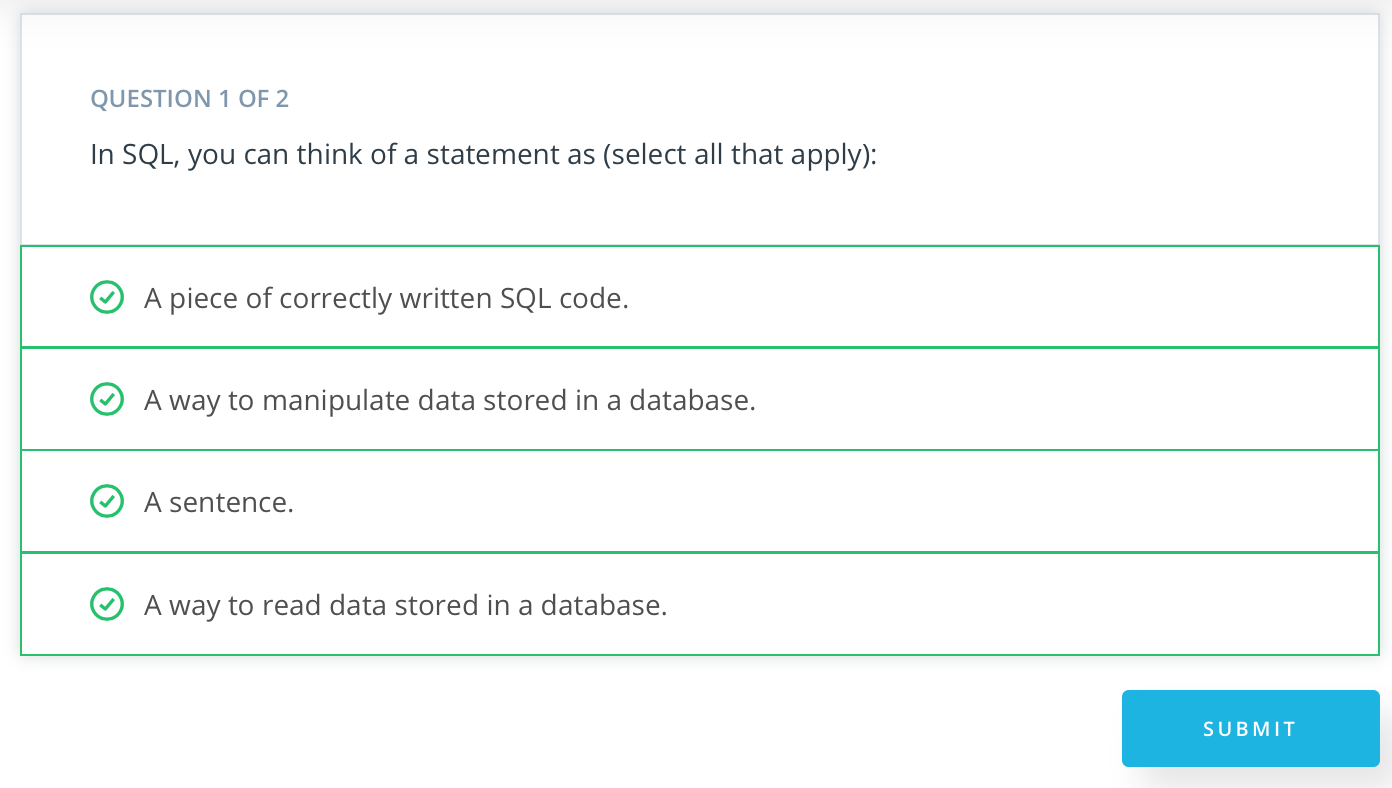 QUESTION 1 OF 2
In SQL, you can think of a statement as (select all that apply):
A piece of correctly written SQL code.
A way to manipulate data stored in a database.
A sentence.
A way to read data stored in a database.
SUBMIT